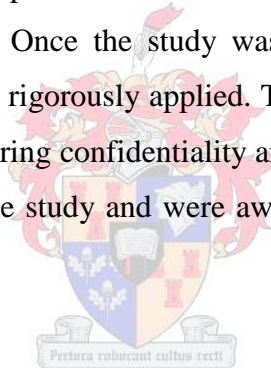 Once the study was
rigorously applied. T
ring confidentiality a
e study and were aw
Pectora roborant cultus recti